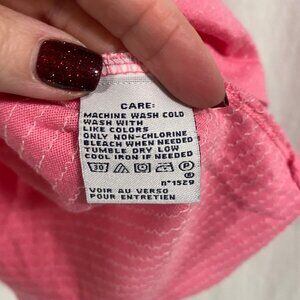 CARE:
MACHINE WASH COLD
WASH WITH
LIKE COLORS
ONLY NON-CHLORINE
BLEACH WHEN NEEDED
TUMBLE DRY LOW
COOL IRON IF NEEDED
n°1529
VOIR AU VERSO
POUR ENTRETIEN